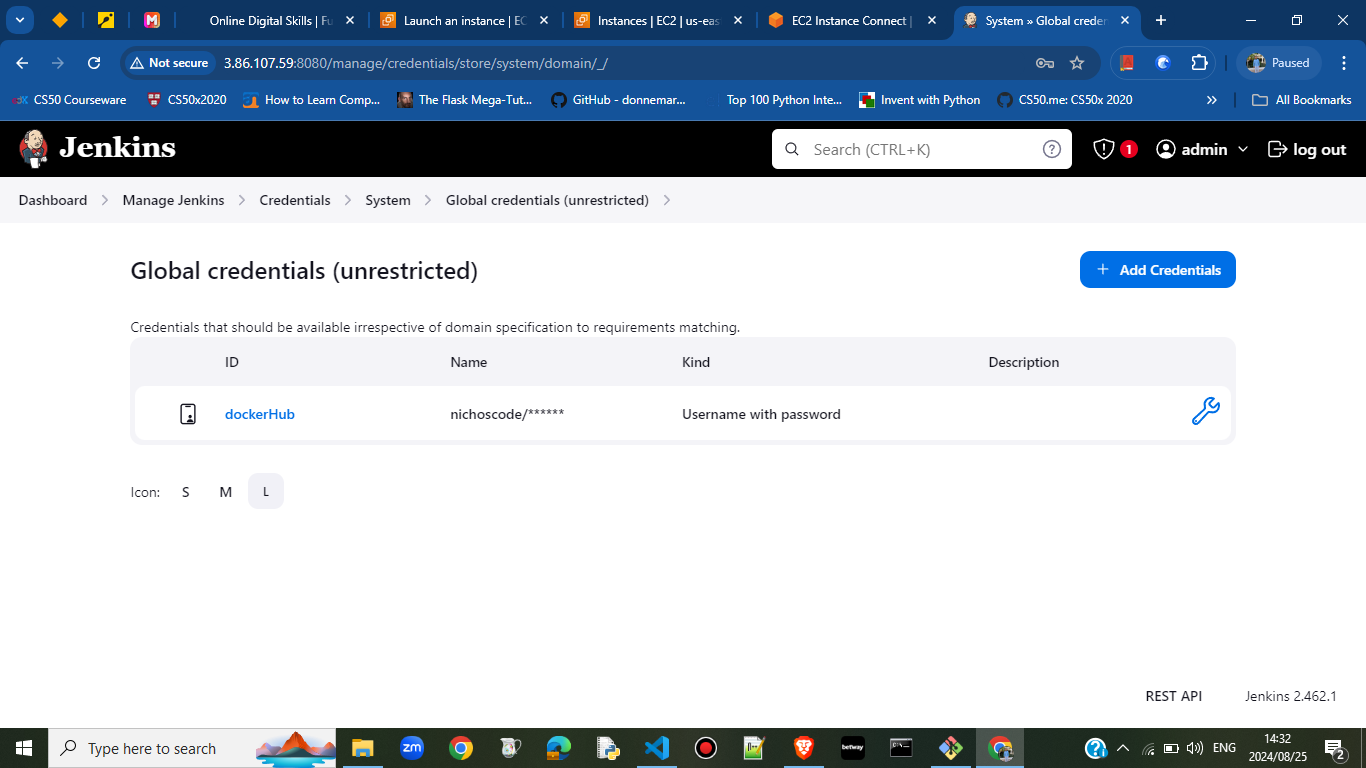 Online Digital Skills | Fu
Launch an instance | EC
Instances | EC2 | us-eas
EC2 Instance Connect |
System » Global creden
Not secure
3.86.107.59:8080/manage/credentials/store/system/domain/_/
Paused
CS50 Courseware
CS50x2020
How to Learn Comp...
The Flask Mega-Tut...
GitHub - donnemar...
Top 100 Python Inte...
Invent with Python
CS50.me: CS50x 2020
»
All Bookmarks
Jenkins
Search (CTRL+K)
1
admin
log out
Dashboard
Manage Jenkins
Credentials
System
Global credentials (unrestricted)
Global credentials (unrestricted)
+ Add Credentials
Credentials that should be available irrespective of domain specification to requirements matching.
ID Name Kind Description
dockerHub nichoscode/****** Username with password
Icon: S M L
REST API Jenkins 2.462.1
Type here to search
zm
betway
ENG
14:32
2024/08/25
2